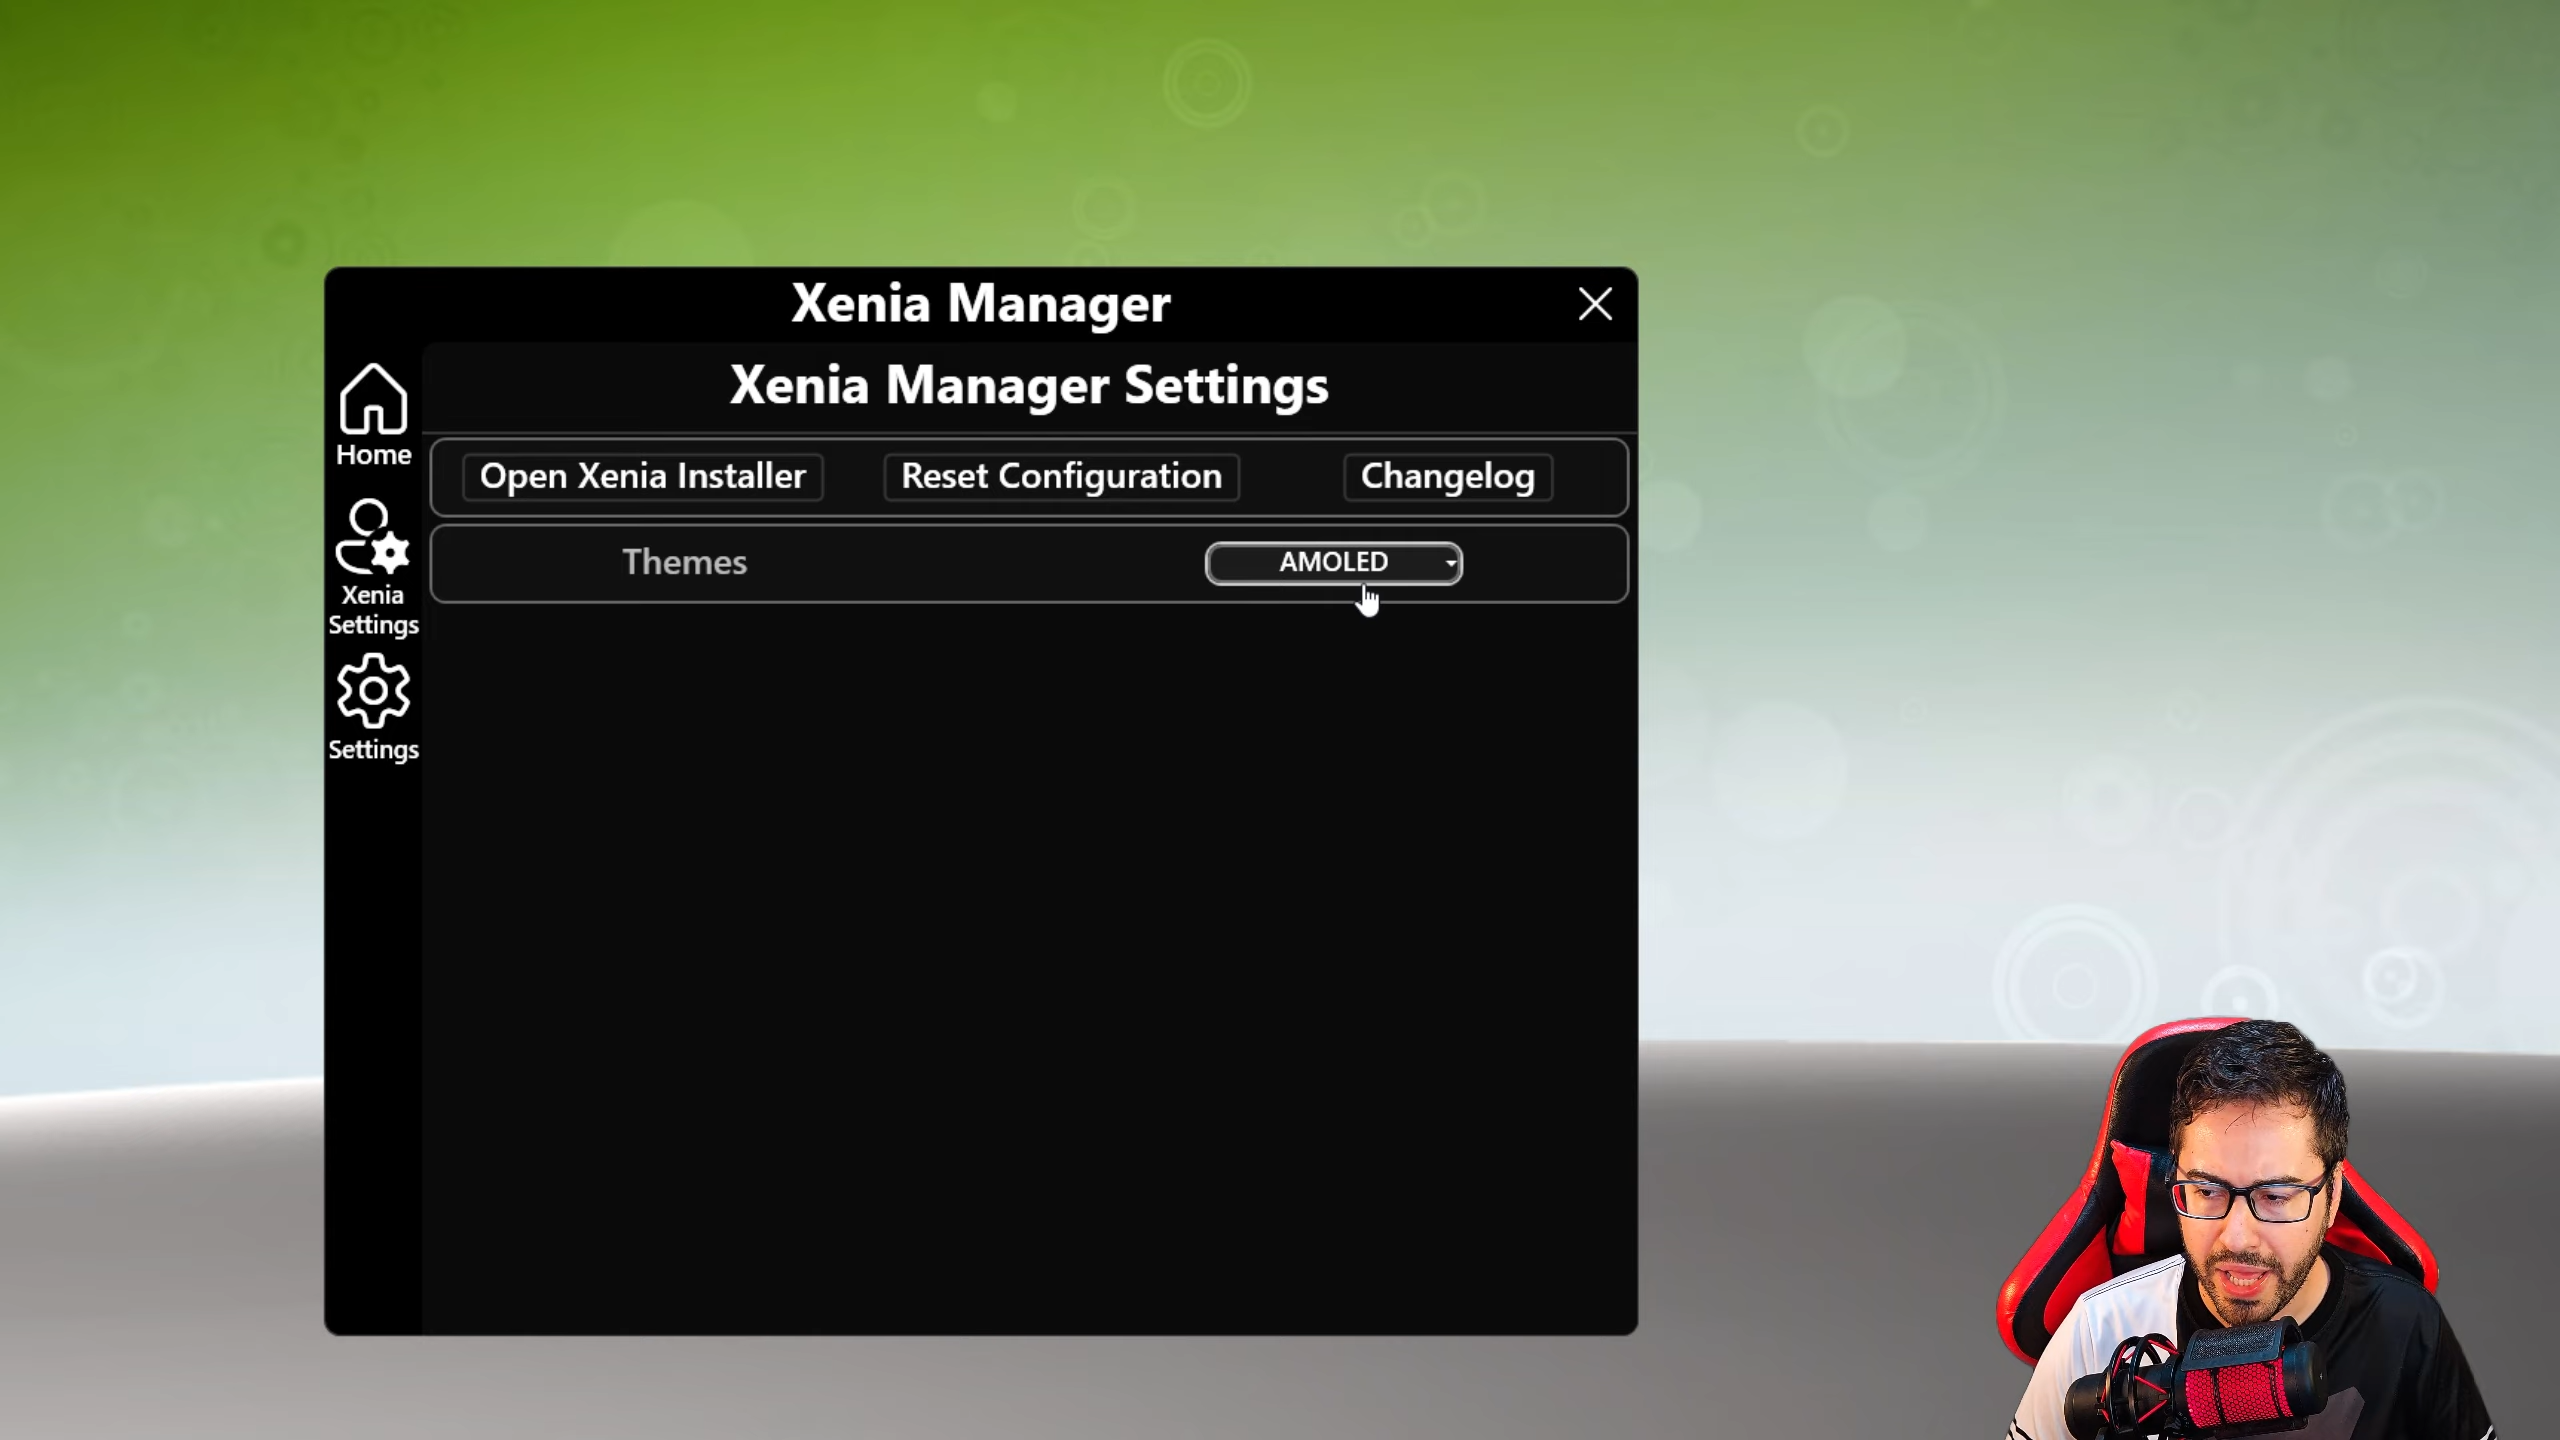 Xenia Manager
Xenia Manager Settings
Home
Open Xenia Installer
Reset Configuration
Changelog
Themes
AMOLED
Xenia
Settings
Settings